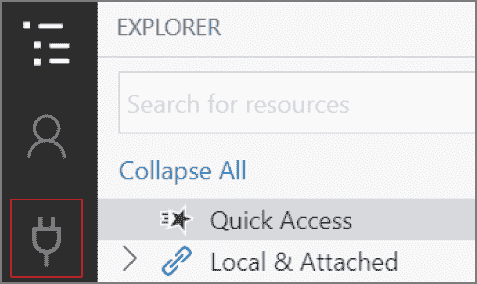 EXPLORER
Search for resources
Collapse All
Quick Access
Local & Attached